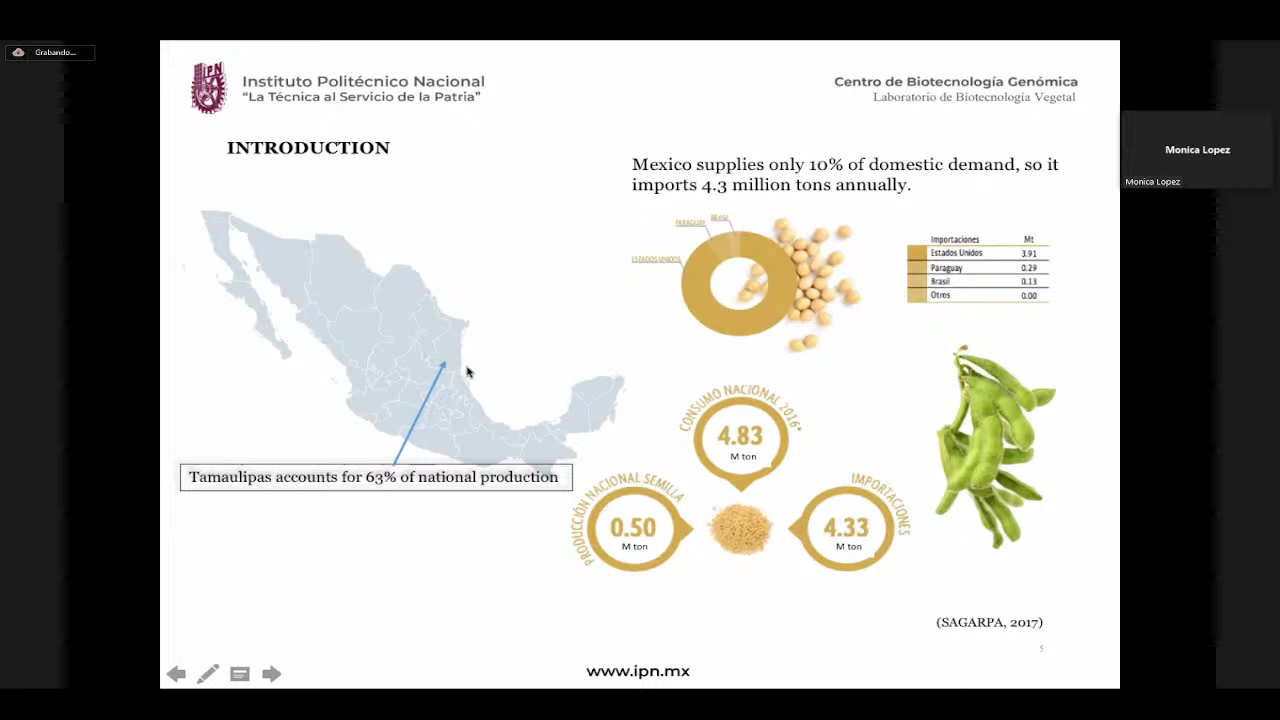 Grabando...
IPN
Instituto Politécnico Nacional
"La Técnica al Servicio de la Patria"
Centro de Biotecnología Genómica
Laboratorio de Biotecnología Vegetal
Monica Lopez
Monica Lopez
INTRODUCTION
Mexico supplies only 10% of domestic demand, so it
imports 4.3 million tons annually.
PARAGUAY
BRASIL
ESTADOS UNIDOS
Importaciones Mt
Estados Unidos 3.91
Paraguay 0.29
Brasil 0.13
Otros 0.00
Tamaulipas accounts for 63% of national production
CONSUMO NACIONAL 2016*
4.83
M ton
PRODUCCIÓN NACIONAL SEMILLA
0.50
M ton
IMPORTACIONES
4.33
M ton
(SAGARPA, 2017)
5
www.ipn.mx